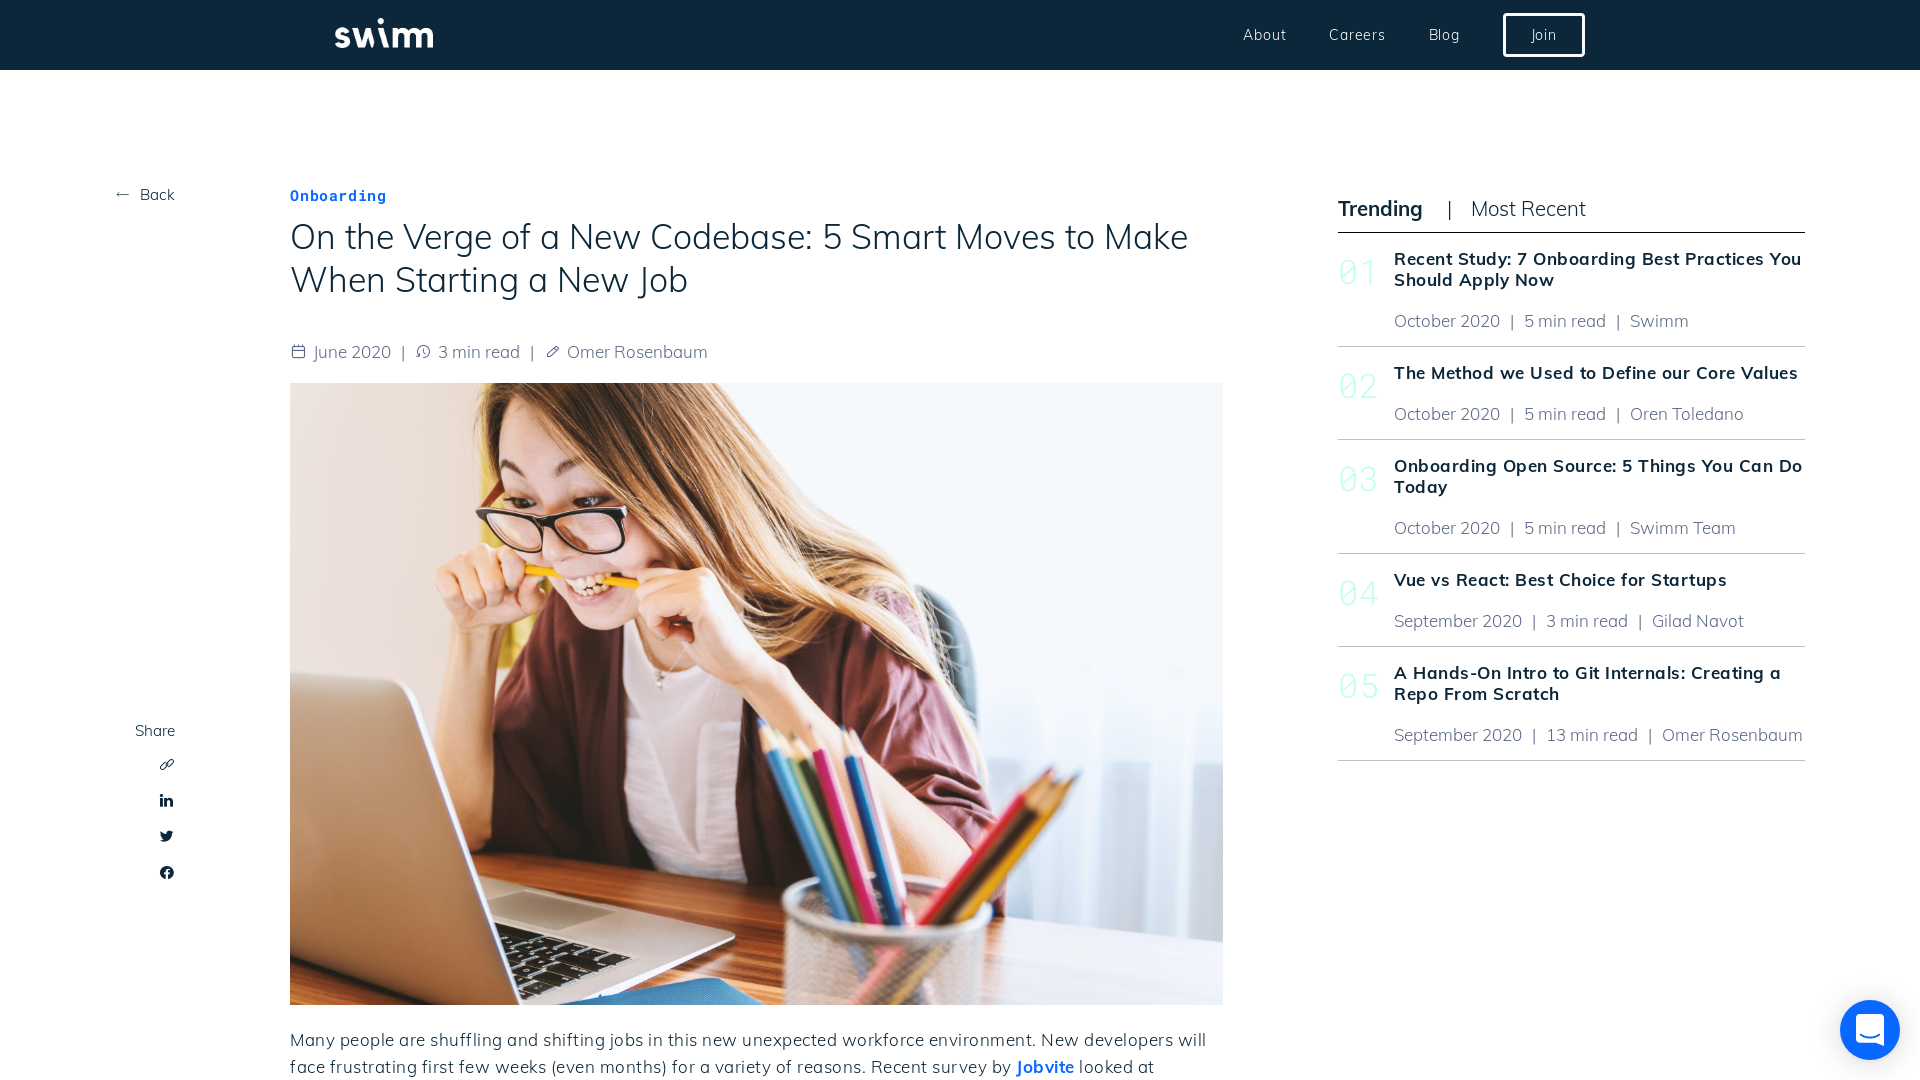 swimm
About
Careers
Blog
Join
Back
Onboarding
On the Verge of a New Codebase: 5 Smart Moves to Make
When Starting a New Job
June 2020 | 3 min read | Omer Rosenbaum
Share
Many people are shuffling and shifting jobs in this new unexpected workforce environment. New developers will
face frustrating first few weeks (even months) for a variety of reasons. Recent survey by Jobvite looked at
Trending | Most Recent
01
Recent Study: 7 Onboarding Best Practices You
Should Apply Now
October 2020 | 5 min read | Swimm
02
The Method we Used to Define our Core Values
October 2020 | 5 min read | Oren Toledano
03
Onboarding Open Source: 5 Things You Can Do
Today
October 2020 | 5 min read | Swimm Team
04
Vue vs React: Best Choice for Startups
September 2020 | 3 min read | Gilad Navot
05
A Hands-On Intro to Git Internals: Creating a
Repo From Scratch
September 2020 | 13 min read | Omer Rosenbaum